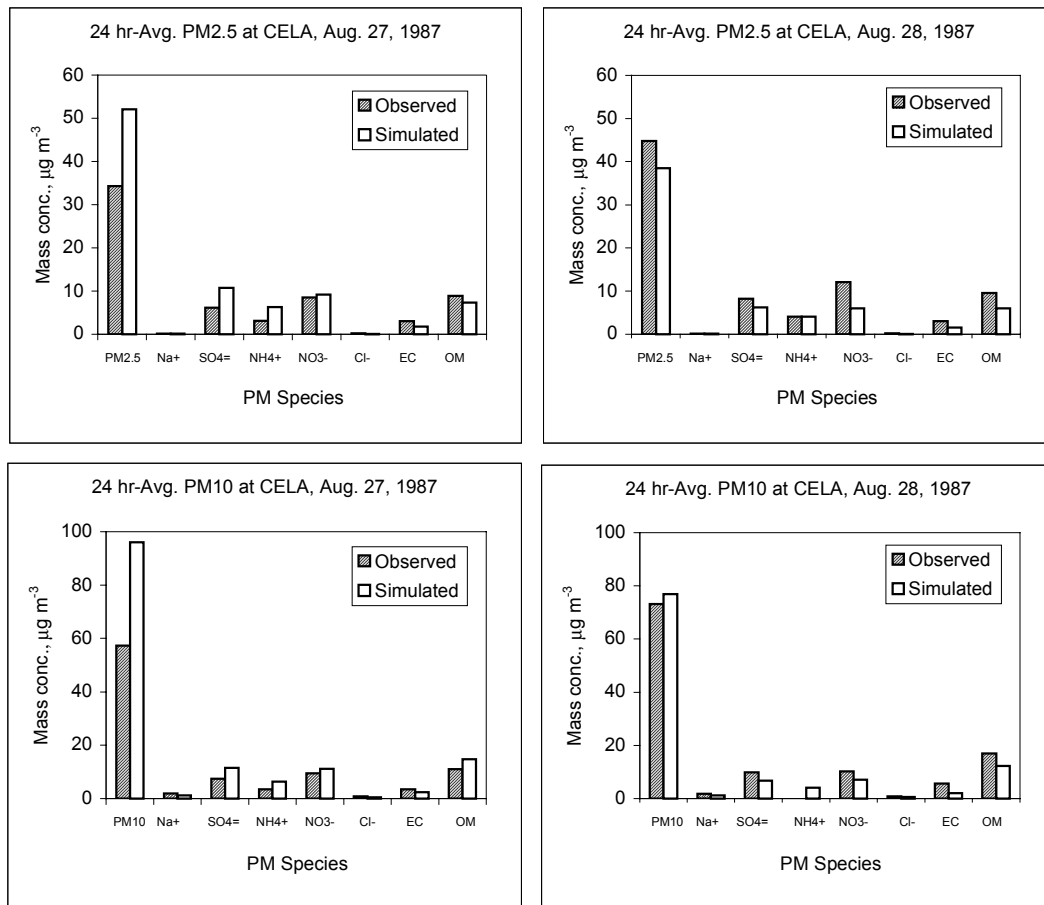 24 hr-Avg. PM2.5 at CELA, Aug. 27, 1987
60
50
40
30
20
10
0
Mass conc., µg m-3
Observed
Simulated
PM2.5 Na+ SO4= NH4+ NO3- Cl- EC OM
PM Species
24 hr-Avg. PM2.5 at CELA, Aug. 28, 1987
60
50
40
30
20
10
0
Mass conc., µg m-3
Observed
Simulated
PM2.5 Na+ SO4= NH4+ NO3- Cl- EC OM
PM Species
24 hr-Avg. PM10 at CELA, Aug. 27, 1987
100
80
60
40
20
0
Mass conc., µg m-3
Observed
Simulated
PM10 Na+ SO4= NH4+ NO3- Cl- EC OM
PM Species
24 hr-Avg. PM10 at CELA, Aug. 28, 1987
100
80
60
40
20
0
Mass conc., µg m-3
Observed
Simulated
PM10 Na+ SO4= NH4+ NO3- Cl- EC OM
PM Species